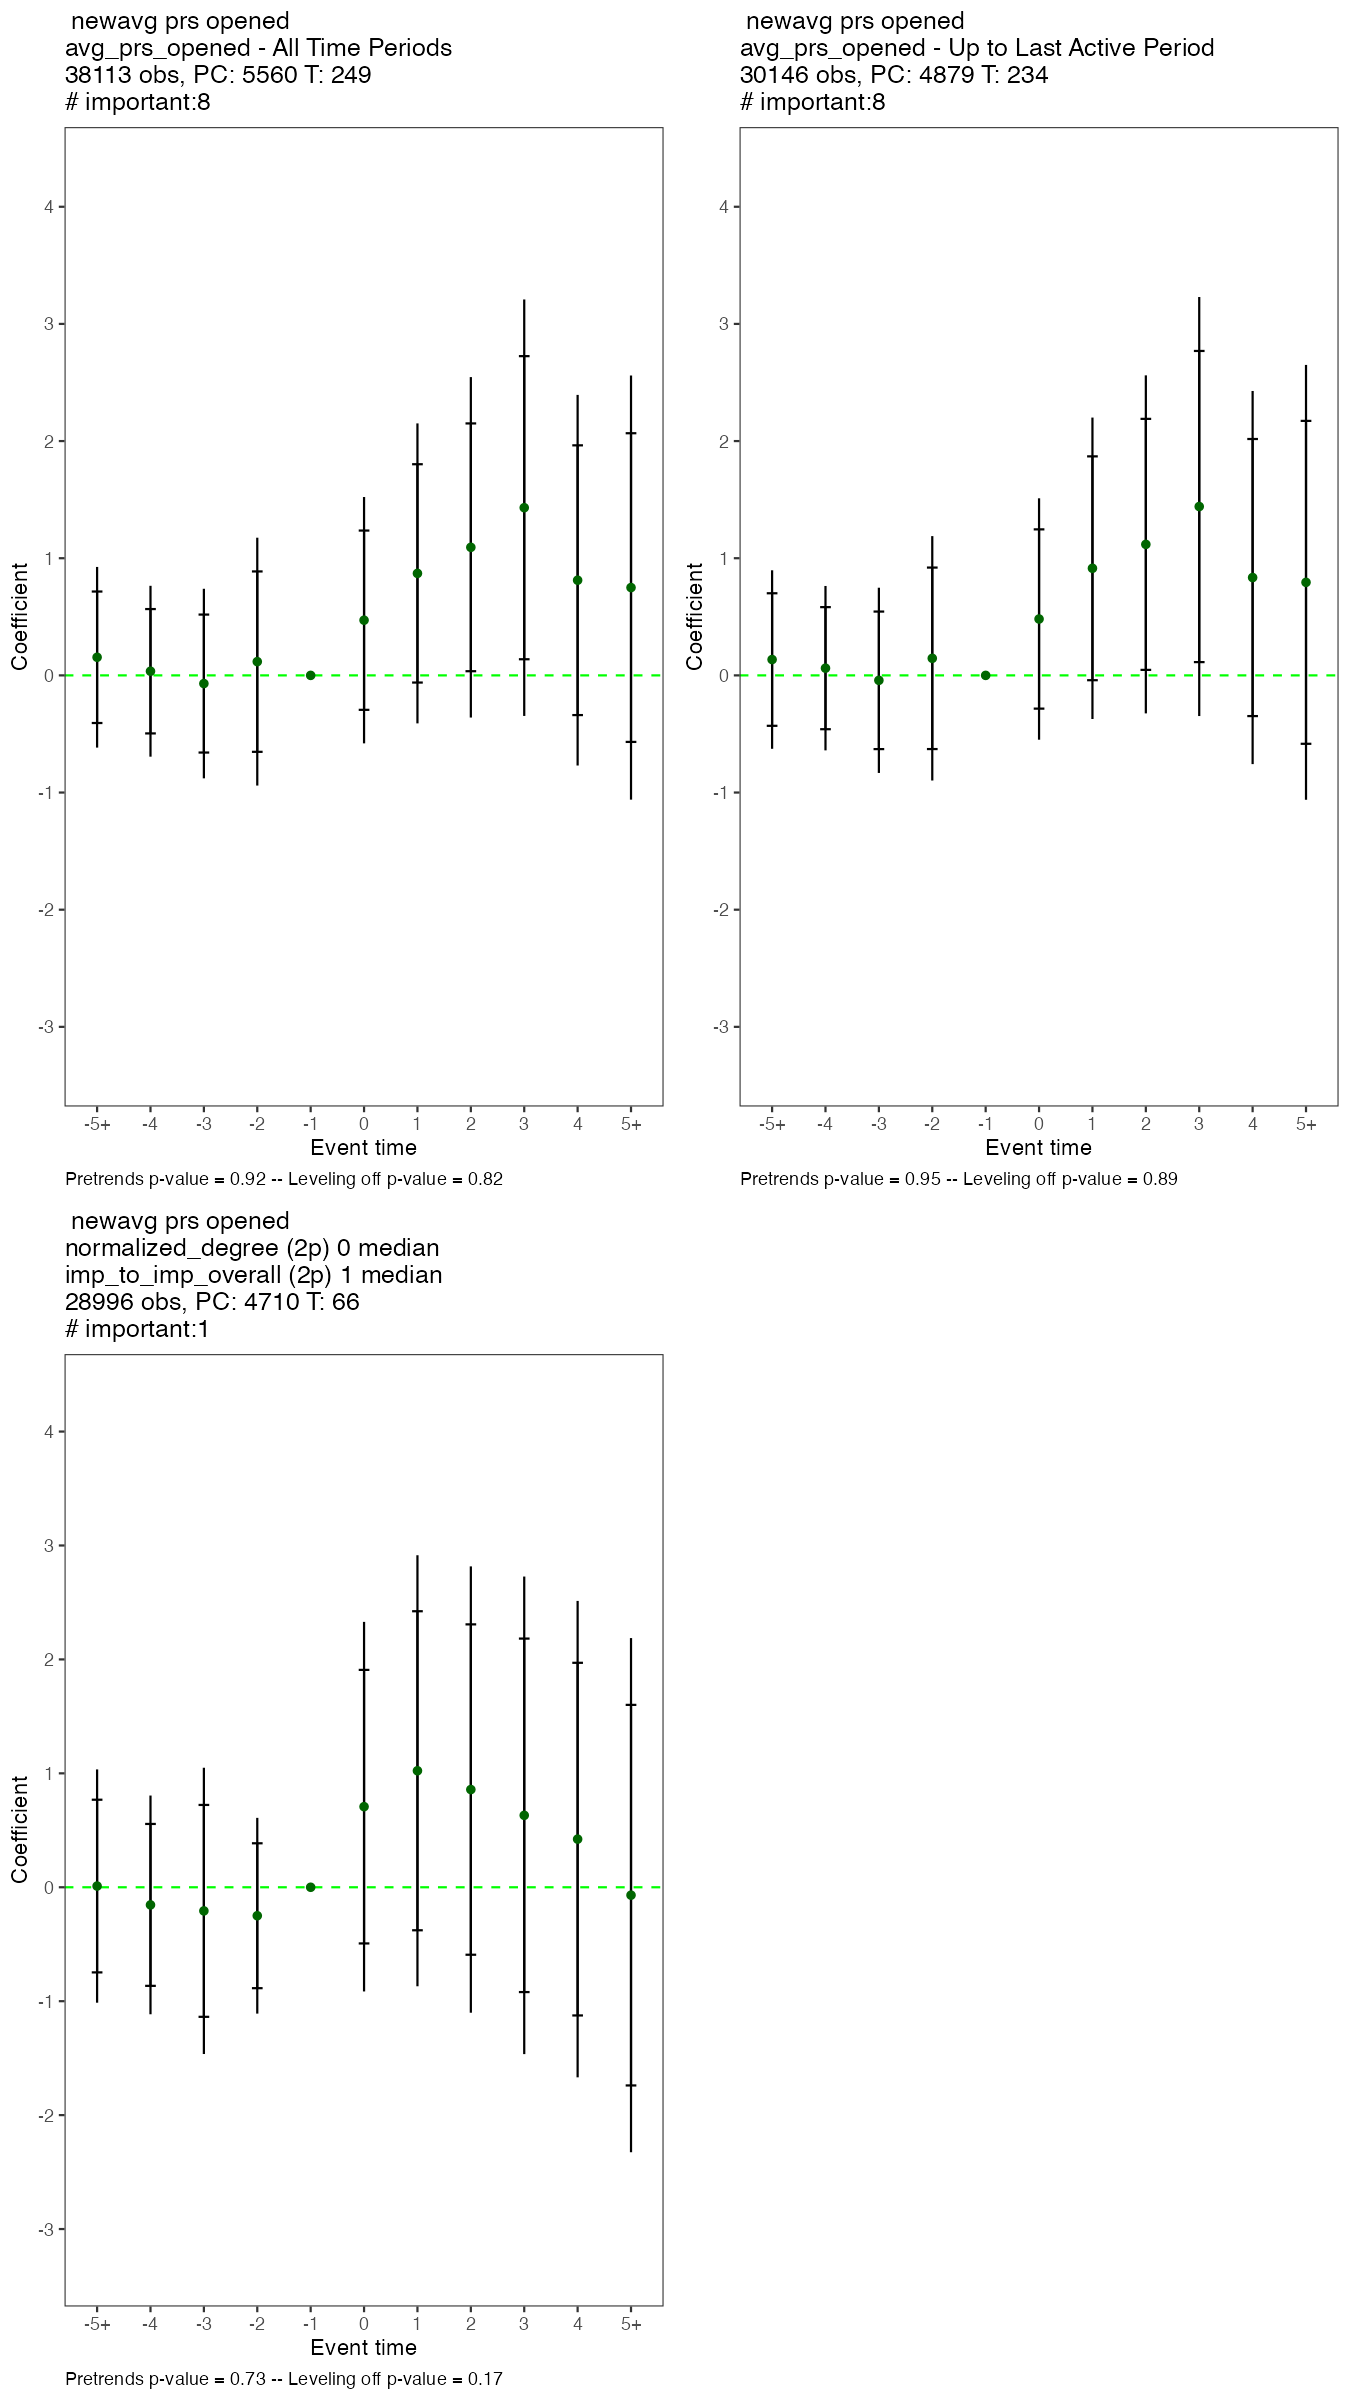 newavg prs opened
avg_prs_opened - All Time Periods
38113 obs, PC: 5560 T: 249
# important:8
4
3
2
1
0
-1
-2
-3
Coefficient
-5+ -4 -3 -2 -1 0 1 2 3 4 5+
Event time
Pretrends p-value = 0.92 -- Leveling off p-value = 0.82
newavg prs opened
avg_prs_opened - Up to Last Active Period
30146 obs, PC: 4879 T: 234
# important:8
4
3
2
1
0
-1
-2
-3
Coefficient
-5+ -4 -3 -2 -1 0 1 2 3 4 5+
Event time
Pretrends p-value = 0.95 -- Leveling off p-value = 0.89
newavg prs opened
normalized_degree (2p) 0 median
imp_to_imp_overall (2p) 1 median
28996 obs, PC: 4710 T: 66
# important:1
4
3
2
1
0
-1
-2
-3
Coefficient
-5+ -4 -3 -2 -1 0 1 2 3 4 5+
Event time
Pretrends p-value = 0.73 -- Leveling off p-value = 0.17